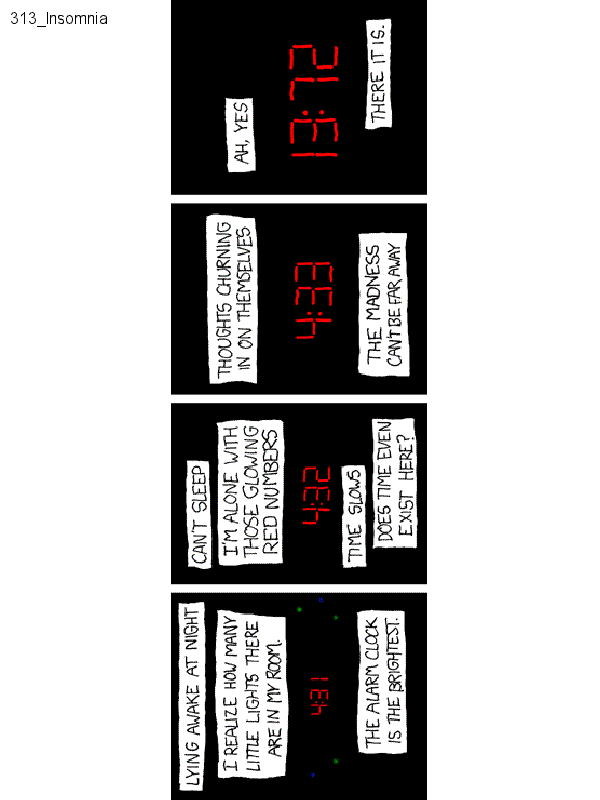 313_Insomnia
LYING AWAKE AT NIGHT
I REALIZE HOW MANY
LITTLE LIGHTS THERE
ARE IN MY ROOM.
4:31
THE ALARM CLOCK
IS THE BRIGHTEST.
CAN'T SLEEP
I'M ALONE WITH
THOSE GLOWING
RED NUMBERS
4:32
TIME SLOWS
DOES TIME EVEN
EXIST HERE?
THOUGHTS CHURNING
IN ON THEMSELVES
4:33
THE MADNESS
CAN'T BE FAR AWAY
AH, YES
13:72
THERE IT IS.